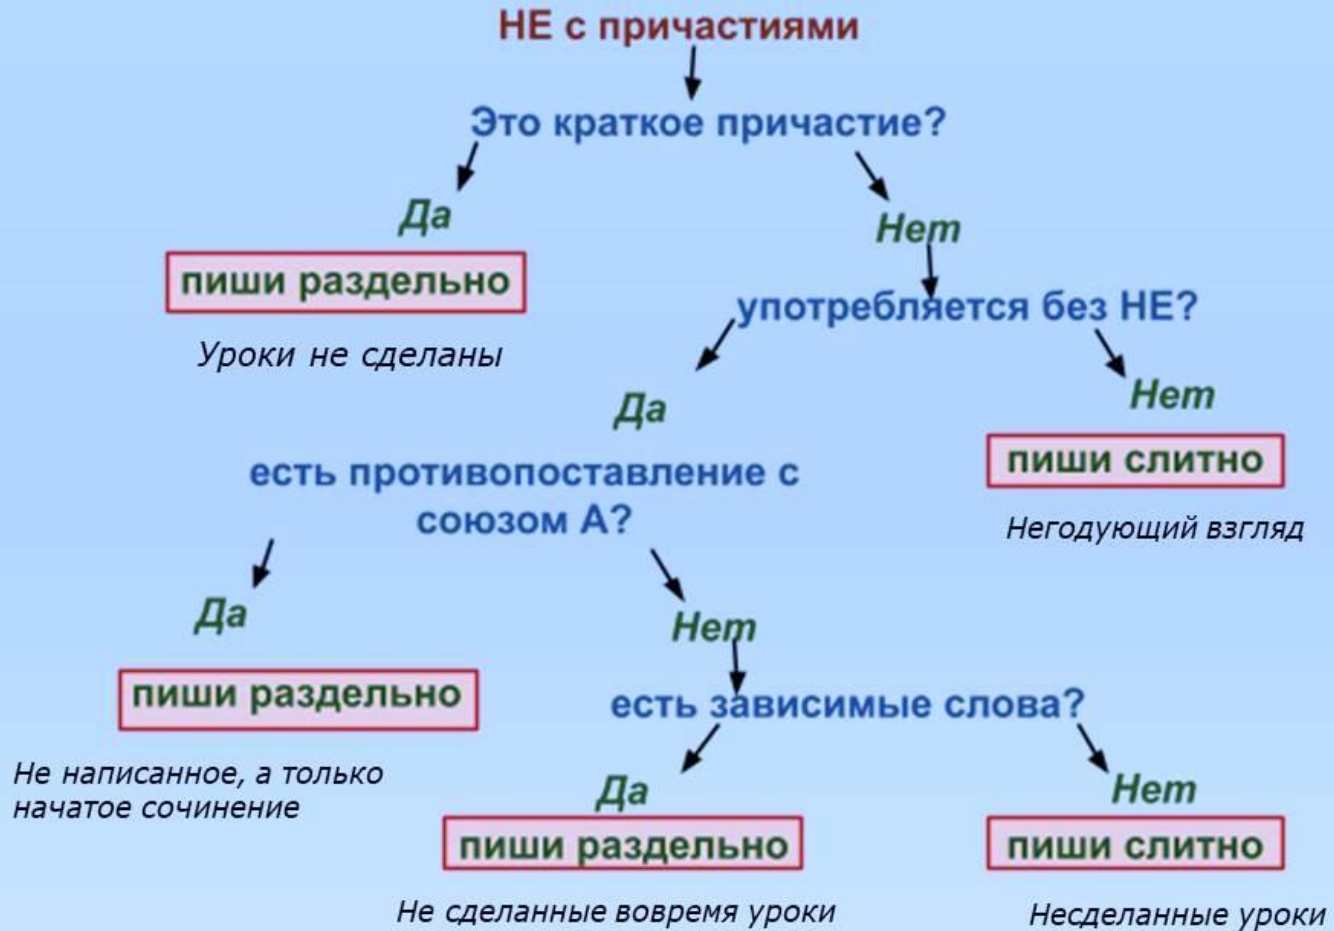 НЕ с причастиями
Это краткое причастие?
Да
Нет
пиши раздельно
употребляется без НЕ?
Уроки не сделаны
Да
Нет
пиши слитно
есть противопоставление с
союзом А?
Негодующий взгляд
Да
Нет
пиши раздельно
есть зависимые слова?
Не написанное, а только
начатое сочинение
Да
Нет
пиши раздельно
пиши слитно
Не сделанные вовремя уроки
Несделанные уроки